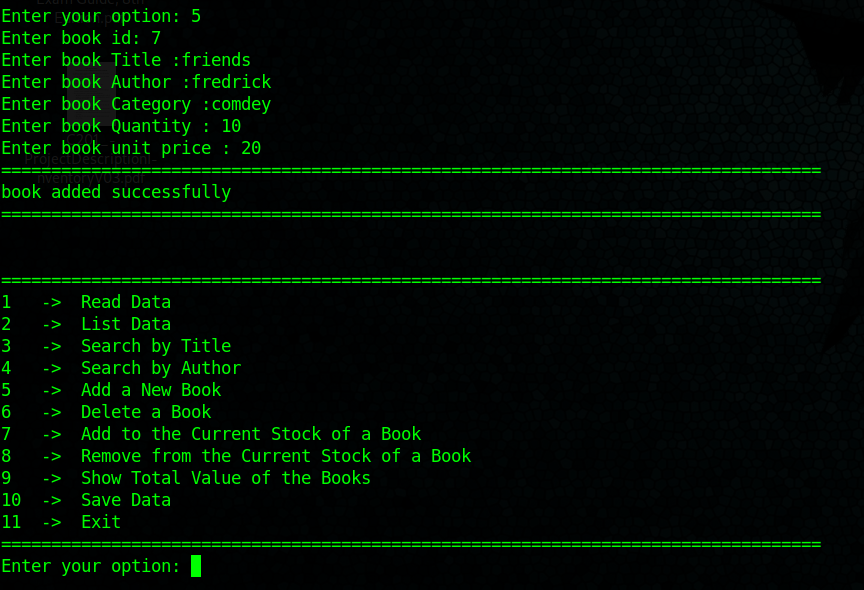 Enter your option: 5
Enter book id: 7
Enter book Title :friends
Enter book Author :fredrick
Enter book Category :comdey
Enter book Quantity : 10
Enter book unit price : 20
==================================================================================
book added successfully
==================================================================================
==================================================================================
1   ->  Read Data
2   ->  List Data
3   ->  Search by Title
4   ->  Search by Author
5   ->  Add a New Book
6   ->  Delete a Book
7   ->  Add to the Current Stock of a Book
8   ->  Remove from the Current Stock of a Book
9   ->  Show Total Value of the Books
10  ->  Save Data
11  ->  Exit
==================================================================================
Enter your option: